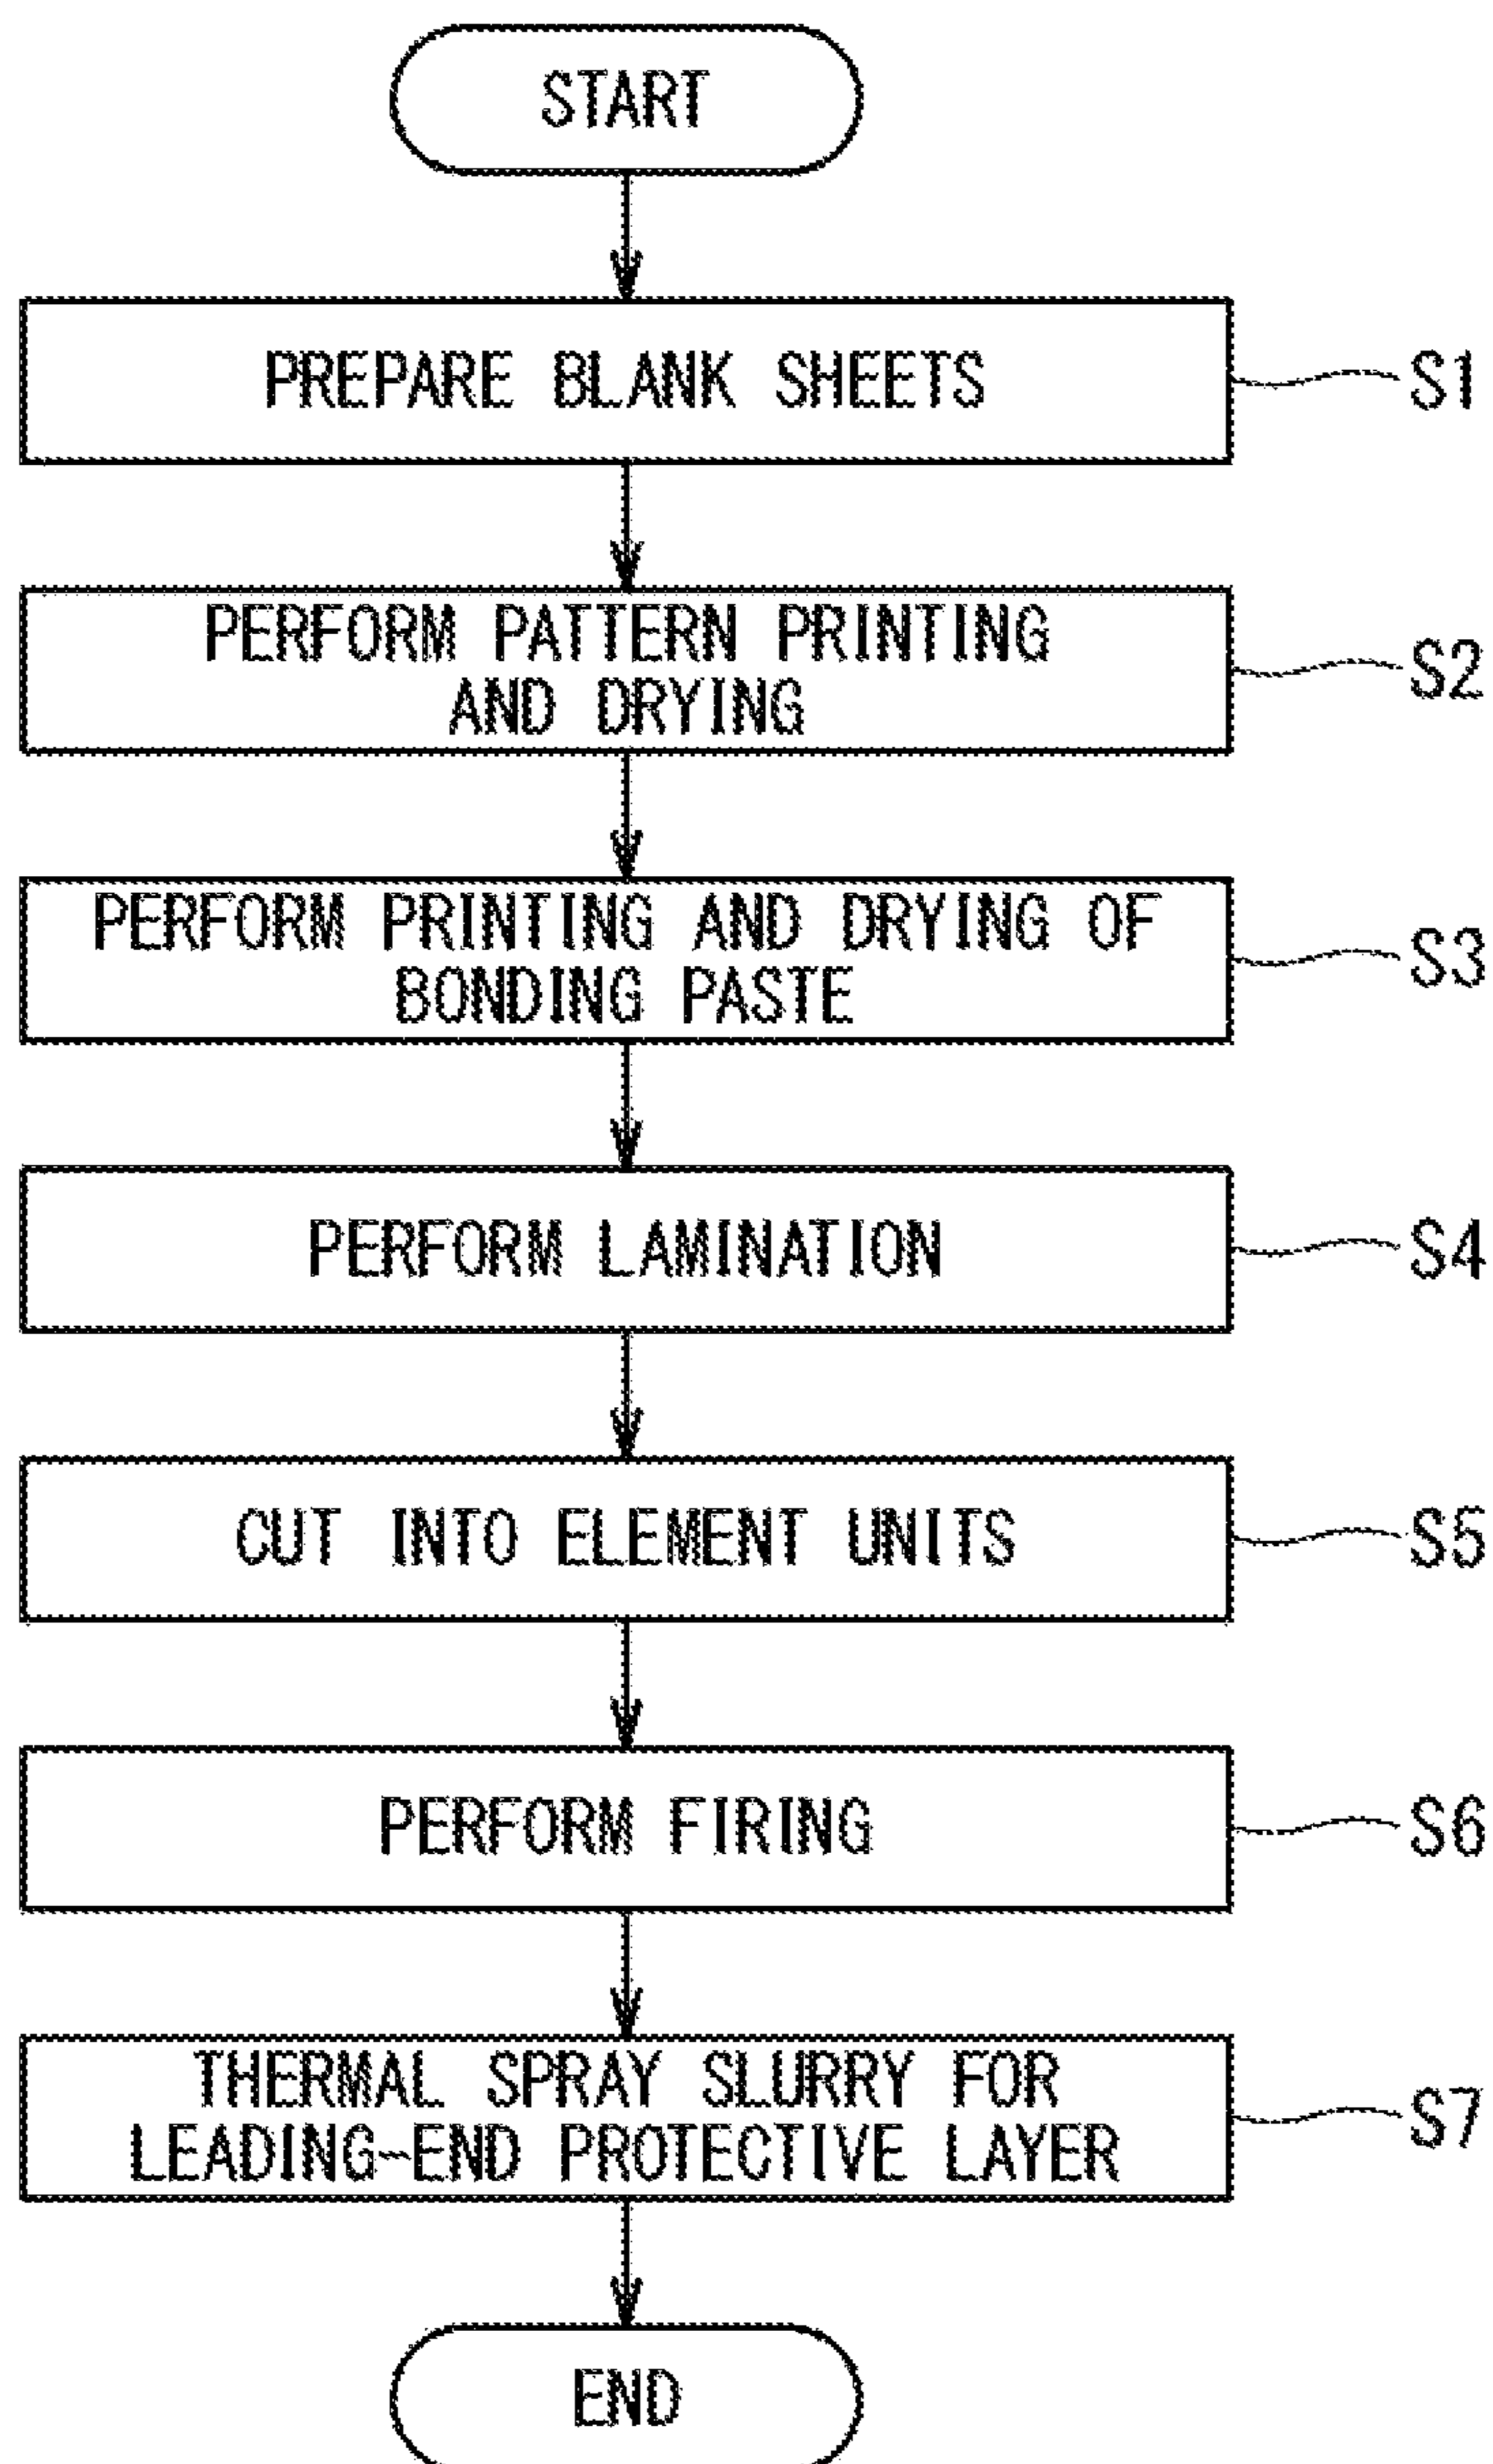 START
PREPARE BLANK SHEETS
S1
PERFORM PATTERN PRINTING
AND DRYING
S2
PERFORM PRINTING AND DRYING OF
BONDING PASTE
S3
PERFORM LAMINATION
S4
CUT INTO ELEMENT UNITS
S5
PERFORM FIRING
S6
THERMAL SPRAY SLURRY FOR
LEADING-END PROTECTIVE LAYER
S7
END